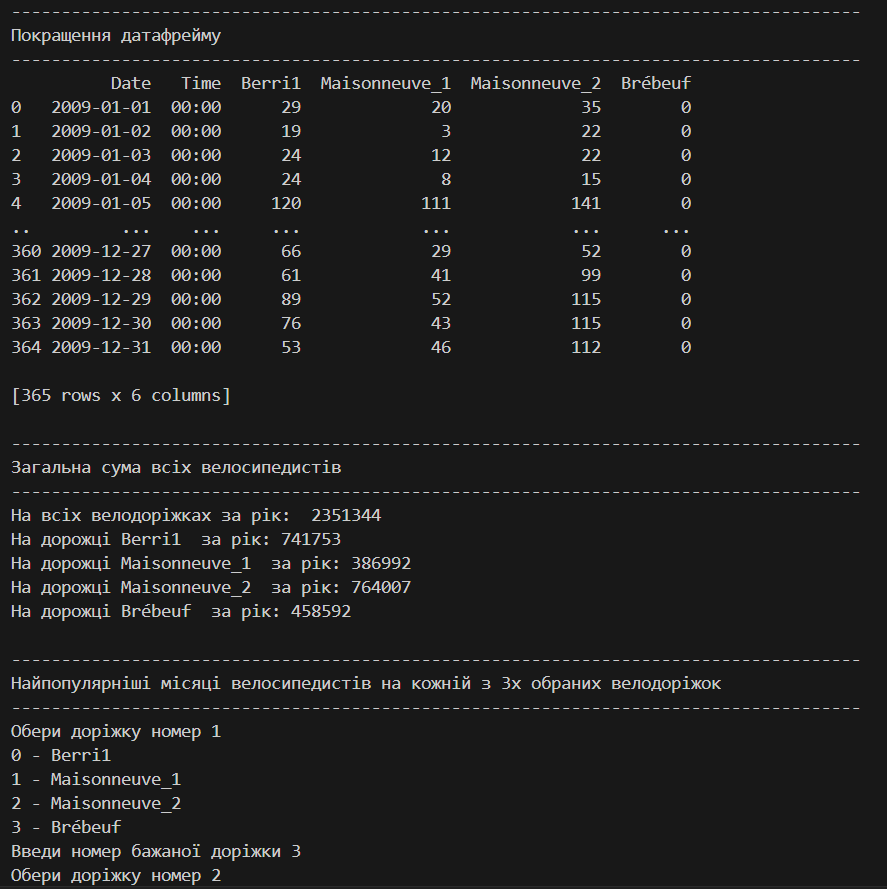 -------------------------------------------------------------------------------------
Покращення датафрейму
-------------------------------------------------------------------------------------
          Date   Time  Berri1  Maisonneuve_1  Maisonneuve_2  Brébeuf
0   2009-01-01  00:00      29             20             35        0
1   2009-01-02  00:00      19              3             22        0
2   2009-01-03  00:00      24             12             22        0
3   2009-01-04  00:00      24              8             15        0
4   2009-01-05  00:00     120            111            141        0
..         ...    ...     ...            ...            ...      ...
360 2009-12-27  00:00      66             29             52        0
361 2009-12-28  00:00      61             41             99        0
362 2009-12-29  00:00      89             52            115        0
363 2009-12-30  00:00      76             43            115        0
364 2009-12-31  00:00      53             46            112        0

[365 rows x 6 columns]

-------------------------------------------------------------------------------------
Загальна сума всіх велосипедистів
-------------------------------------------------------------------------------------
На всіх велодоріжках за рік:  2351344
На дорожці Berri1  за рік: 741753
На дорожці Maisonneuve_1  за рік: 386992
На дорожці Maisonneuve_2  за рік: 764007
На дорожці Brébeuf  за рік: 458592

-------------------------------------------------------------------------------------
Найпопулярніші місяці велосипедистів на кожній з 3х обраних велодоріжок
-------------------------------------------------------------------------------------
Обери доріжку номер 1
0 - Berri1
1 - Maisonneuve_1
2 - Maisonneuve_2
3 - Brébeuf
Введи номер бажаної доріжки 3
Обери доріжку номер 2